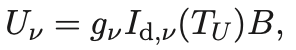 U_ν = g_ν I_{d,ν}(T_U)B,